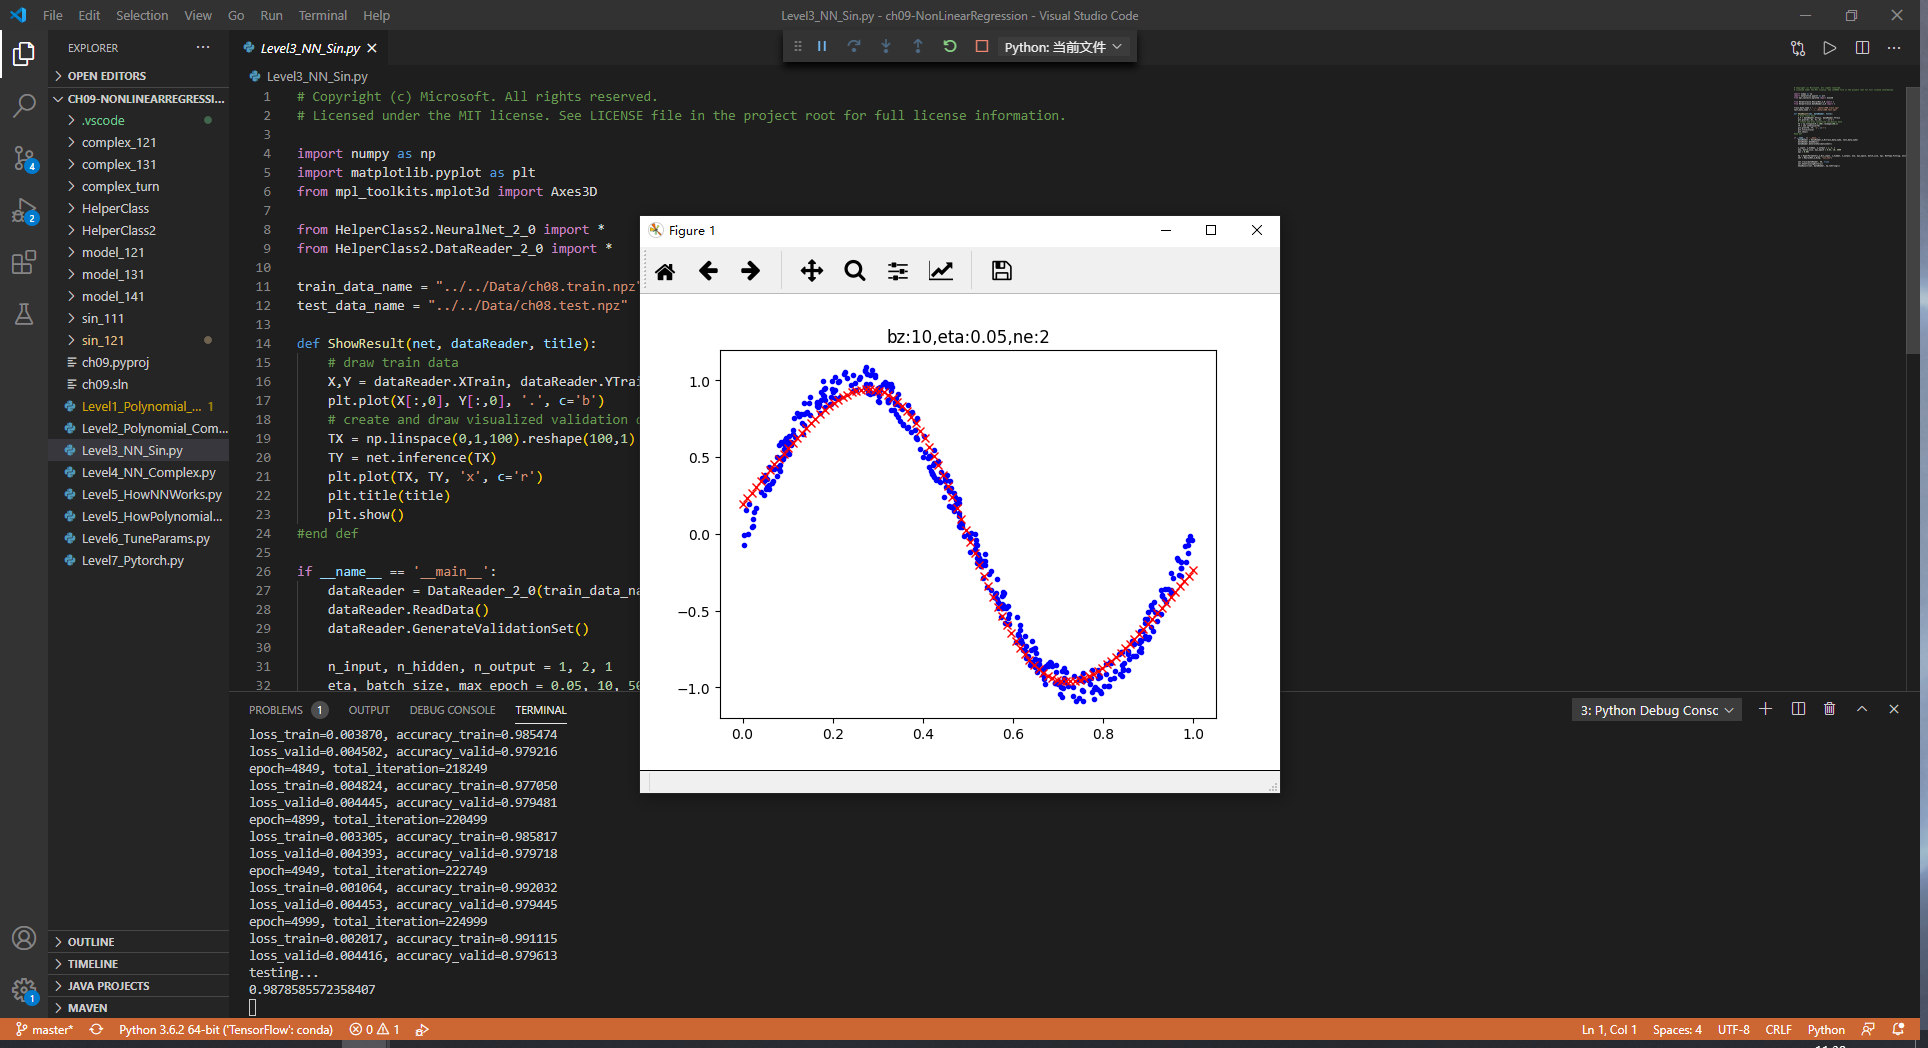 File Edit Selection View Go Run Terminal Help
Level3_NN_Sin.py - ch09-NonLinearRegression - Visual Studio Code
EXPLORER
OPEN EDITORS
CH09-NONLINEARREGRESSI...
.vscode
complex_121
complex_131
complex_turn
HelperClass
HelperClass2
model_121
model_131
model_141
sin_111
sin_121
ch09.pyproj
ch09.sln
Level1_Polynomial_... 1
Level2_Polynomial_Com...
Level3_NN_Sin.py
Level4_NN_Complex.py
Level5_HowNNWorks.py
Level5_HowPolynomial...
Level6_TuneParams.py
Level7_Pytorch.py
OUTLINE
TIMELINE
JAVA PROJECTS
MAVEN
4
2
1
Level3_NN_Sin.py
Python: 当前文件
Level3_NN_Sin.py
1 # Copyright (c) Microsoft. All rights reserved.
2 # Licensed under the MIT license. See LICENSE file in the project root for full license information.
3
4 import numpy as np
5 import matplotlib.pyplot as plt
6 from mpl_toolkits.mplot3d import Axes3D
7
8 from HelperClass2.NeuralNet_2_0 import *
9 from HelperClass2.DataReader_2_0 import *
10
11 train_data_name = "../../Data/ch08.train.npz"
12 test_data_name = "../../Data/ch08.test.npz"
13
14 def ShowResult(net, dataReader, title):
15 # draw train data
16 X,Y = dataReader.XTrain, dataReader.YTrai
17 plt.plot(X[:,0], Y[:,0], '.', c='b')
18 # create and draw visualized validation
19 TX = np.linspace(0,1,100).reshape(100,1)
20 TY = net.inference(TX)
21 plt.plot(TX, TY, 'x', c='r')
22 plt.title(title)
23 plt.show()
24 #end def
25
26 if __name__ == '__main__':
27 dataReader = DataReader_2_0(train_data_na
28 dataReader.ReadData()
29 dataReader.GenerateValidationSet()
30
31 n_input, n_hidden, n_output = 1, 2, 1
32 eta, batch_size, max_epoch = 0.05, 10, 50
Figure 1
bz:10,eta:0.05,ne:2
1.0
0.5
0.0
−0.5
−1.0
0.0 0.2 0.4 0.6 0.8 1.0
PROBLEMS 1 OUTPUT DEBUG CONSOLE TERMINAL
3: Python Debug Consc
loss_train=0.003870, accuracy_train=0.985474
loss_valid=0.004502, accuracy_valid=0.979216
epoch=4849, total_iteration=218249
loss_train=0.004824, accuracy_train=0.977050
loss_valid=0.004445, accuracy_valid=0.979481
epoch=4899, total_iteration=220499
loss_train=0.003305, accuracy_train=0.985817
loss_valid=0.004393, accuracy_valid=0.979718
epoch=4949, total_iteration=222749
loss_train=0.001064, accuracy_train=0.992032
loss_valid=0.004453, accuracy_valid=0.979445
epoch=4999, total_iteration=224999
loss_train=0.002017, accuracy_train=0.991115
loss_valid=0.004416, accuracy_valid=0.979613
testing...
0.9878585572358407
master* Python 3.6.2 64-bit ('TensorFlow': conda) 0 1
Ln 1, Col 1 Spaces: 4 UTF-8 CRLF Python